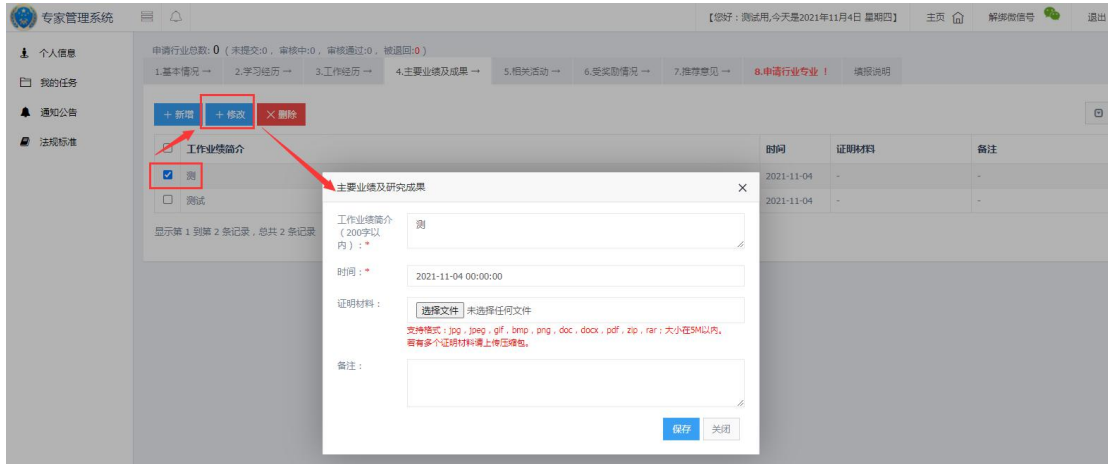 专家管理系统
【您好：测试用,今天是2021年11月4日 星期四】 主页 解绑微信号 退出
个人信息
我的任务
通知公告
法规标准
申请行业总数: 0 ( 未提交:0 ,  审核中:0 ,  审核通过:0 ,  被退回:0 )
1.基本情况→ 2.学习经历→ 3.工作经历→ 4.主要业绩及成果→ 5.相关活动→ 6.受奖励情况→ 7.推荐意见→ 8.申请行业专业 ！ 填报说明
+ 新增 + 修改 × 删除
工作业绩简介 时间 证明材料 备注
测 2021-11-04 - -
测试 2021-11-04 - -
显示第 1 到第 2 条记录，总共 2 条记录
主要业绩及研究成果 ×
工作业绩简介
（200字以
内）：*
测
时间：* 2021-11-04 00:00:00
证明材料： 选择文件 未选择任何文件
支持格式：jpg，jpeg，gif，bmp，png，doc，docx，pdf，zip，rar；大小在5M以内。
若有多个证明材料请上传压缩包。
备注：
保存 关闭